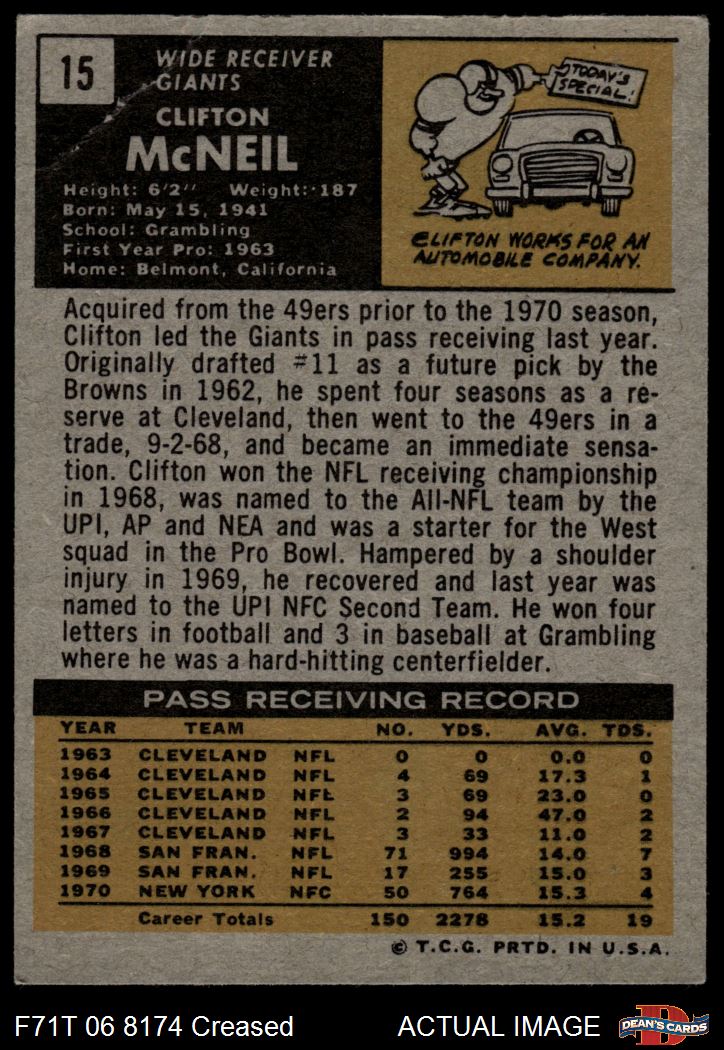 15
WIDE RECEIVER
GIANTS
CLIFTON
McNEIL
Height: 6'2" Weight: 187
Born: May 15, 1941
School: Grambling
First Year Pro: 1963
Home: Belmont, California
TODAY'S
SPECIAL!
CLIFTON WORKS FOR AN
AUTOMOBILE COMPANY.
Acquired from the 49ers prior to the 1970 season,
Clifton led the Giants in pass receiving last year.
Originally drafted #11 as a future pick by the
Browns in 1962, he spent four seasons as a re-
serve at Cleveland, then went to the 49ers in a
trade, 9-2-68, and became an immediate sensa-
tion. Clifton won the NFL receiving championship
in 1968, was named to the All-NFL team by the
UPI, AP and NEA and was a starter for the West
squad in the Pro Bowl. Hampered by a shoulder
injury in 1969, he recovered and last year was
named to the UPI NFC Second Team. He won four
letters in football and 3 in baseball at Grambling
where he was a hard-hitting centerfielder.
PASS RECEIVING RECORD
YEAR TEAM NO. YDS. AVG. TDS.
1963 CLEVELAND NFL 0 0 0.0 0
1964 CLEVELAND NFL 4 69 17.3 1
1965 CLEVELAND NFL 3 69 23.0 0
1966 CLEVELAND NFL 2 94 47.0 2
1967 CLEVELAND NFL 3 33 11.0 2
1968 SAN FRAN. NFL 71 994 14.0 7
1969 SAN FRAN. NFL 17 255 15.0 3
1970 NEW YORK NFC 50 764 15.3 4
Career Totals 150 2278 15.2 19
© T.C.G. PRTD. IN U.S.A.
F71T 06 8174 Creased ACTUAL IMAGE
D
DEAN'S CARDS